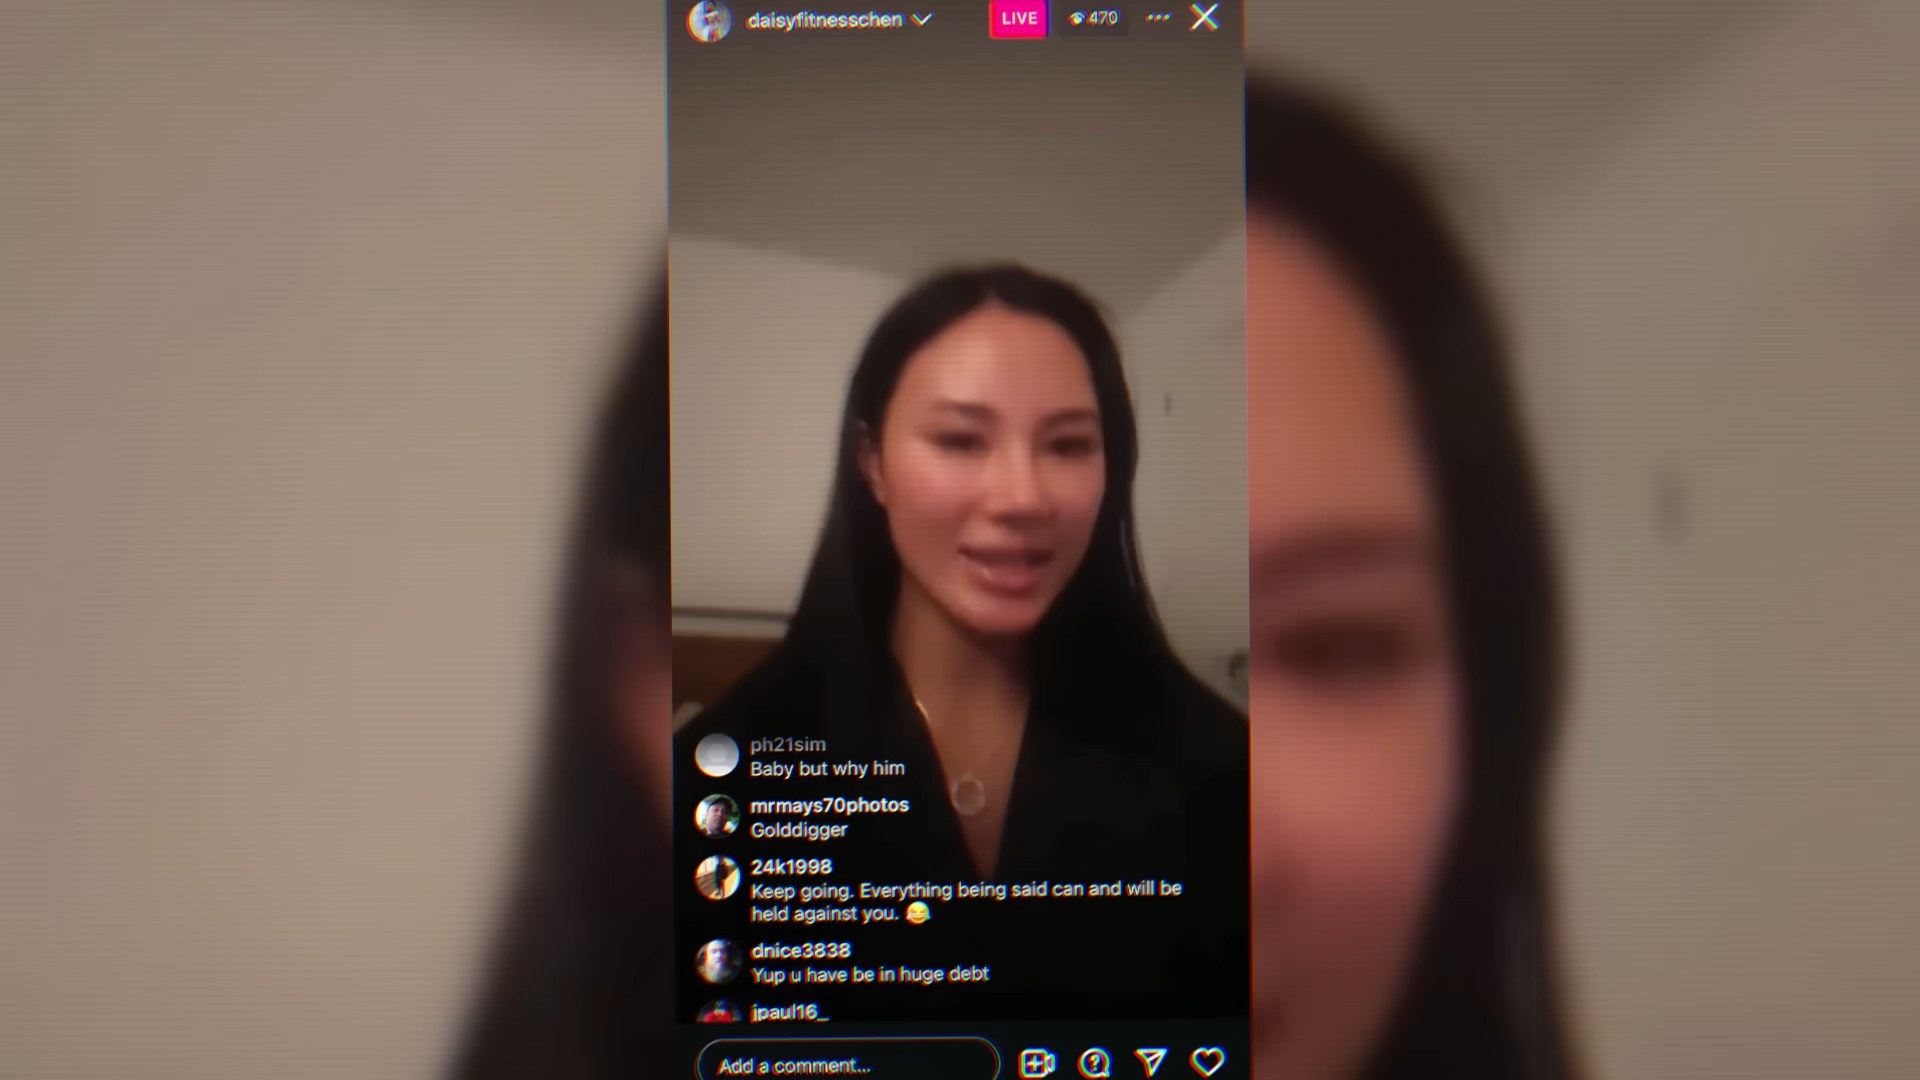 daisyfitnesschen
LIVE
470
ph21sim
Baby but why him
mrmays70photos
Golddigger
24k1998
Keep going. Everything being said can and will be
held against you. 😂
dnice3838
Yup u have be in huge debt
jpaul16_
Add a comment...